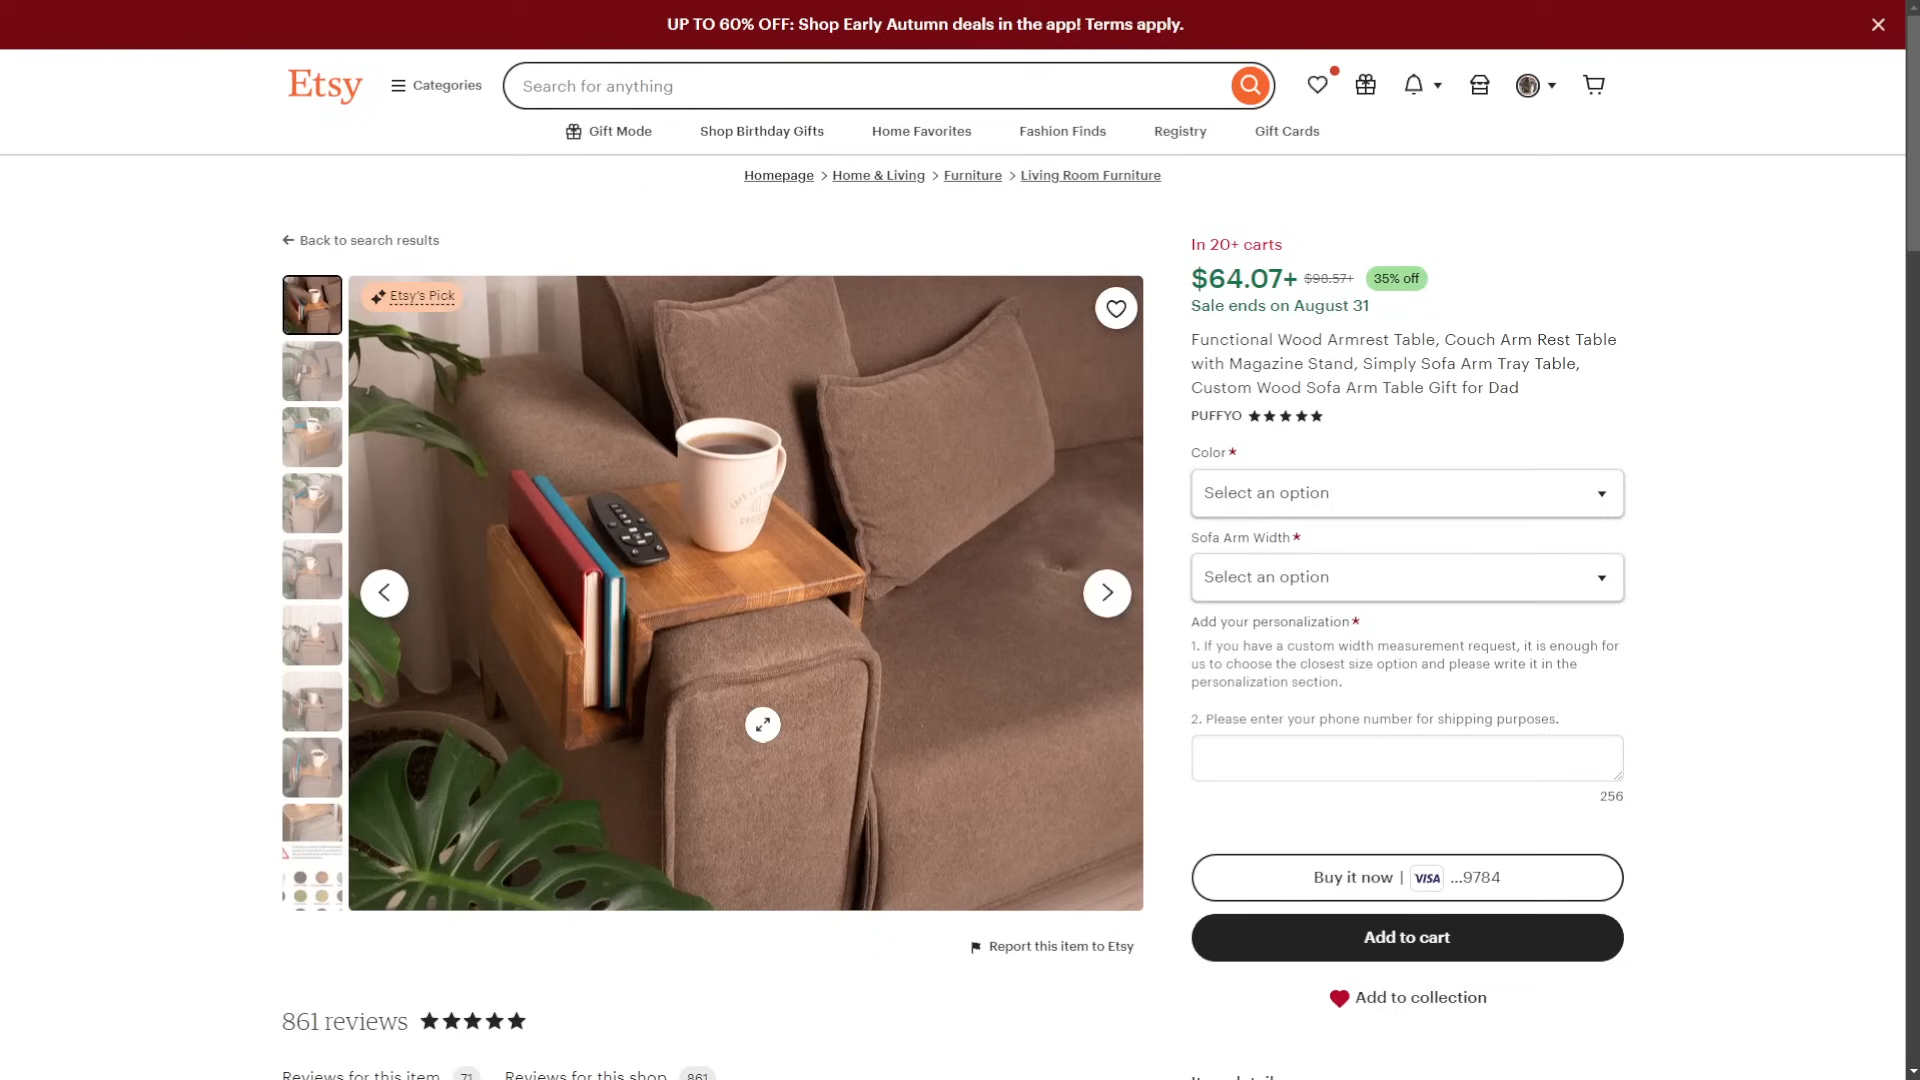 UP TO 60% OFF: Shop Early Autumn deals in the app! Terms apply.
Etsy
Categories
Search for anything
Gift Mode
Shop Birthday Gifts
Home Favorites
Fashion Finds
Registry
Gift Cards
Homepage > Home & Living > Furniture > Living Room Furniture
Back to search results
Etsy's Pick
In 20+ carts
$64.07+ $98.57+ 35% off
Sale ends on August 31
Functional Wood Armrest Table, Couch Arm Rest Table
with Magazine Stand, Simply Sofa Arm Tray Table,
Custom Wood Sofa Arm Table Gift for Dad
PUFFYO
Color*
Select an option
Sofa Arm Width*
Select an option
Add your personalization*
1. If you have a custom width measurement request, it is enough for
us to choose the closest size option and please write it in the
personalization section.
2. Please enter your phone number for shipping purposes.
256
Buy it now | VISA ...9784
Add to cart
Add to collection
Report this item to Etsy
861 reviews
Reviews for this item 71
Reviews for this shop 861